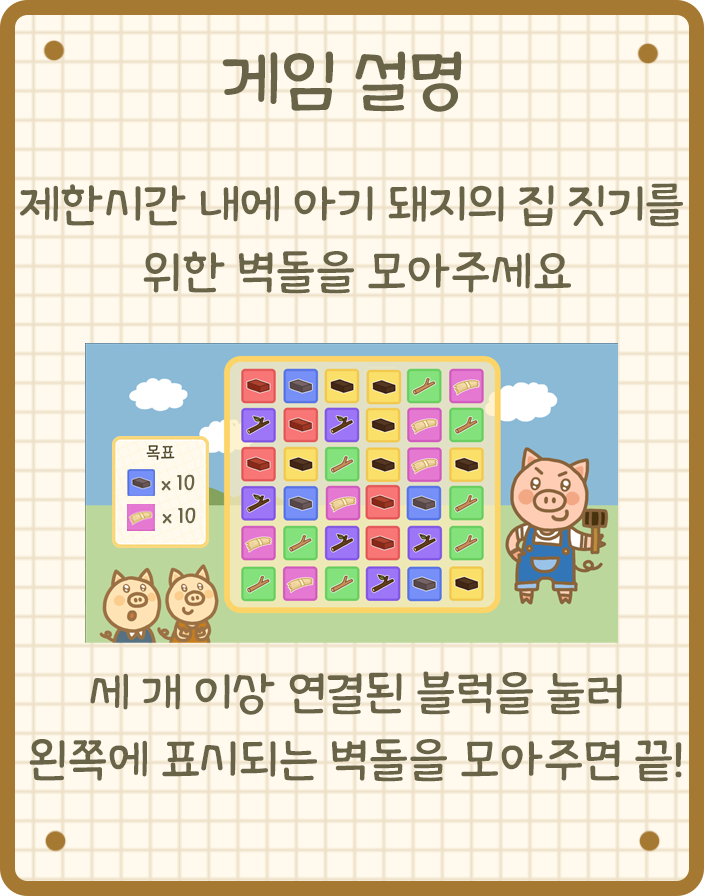 게임 설명
제한시간 내에 아기 돼지의 집 짓기를
위한 벽돌을 모아주세요
목표
x 10
x 10
세 개 이상 연결된 블럭을 눌러
왼쪽에 표시되는 벽돌을 모아주면 끝!